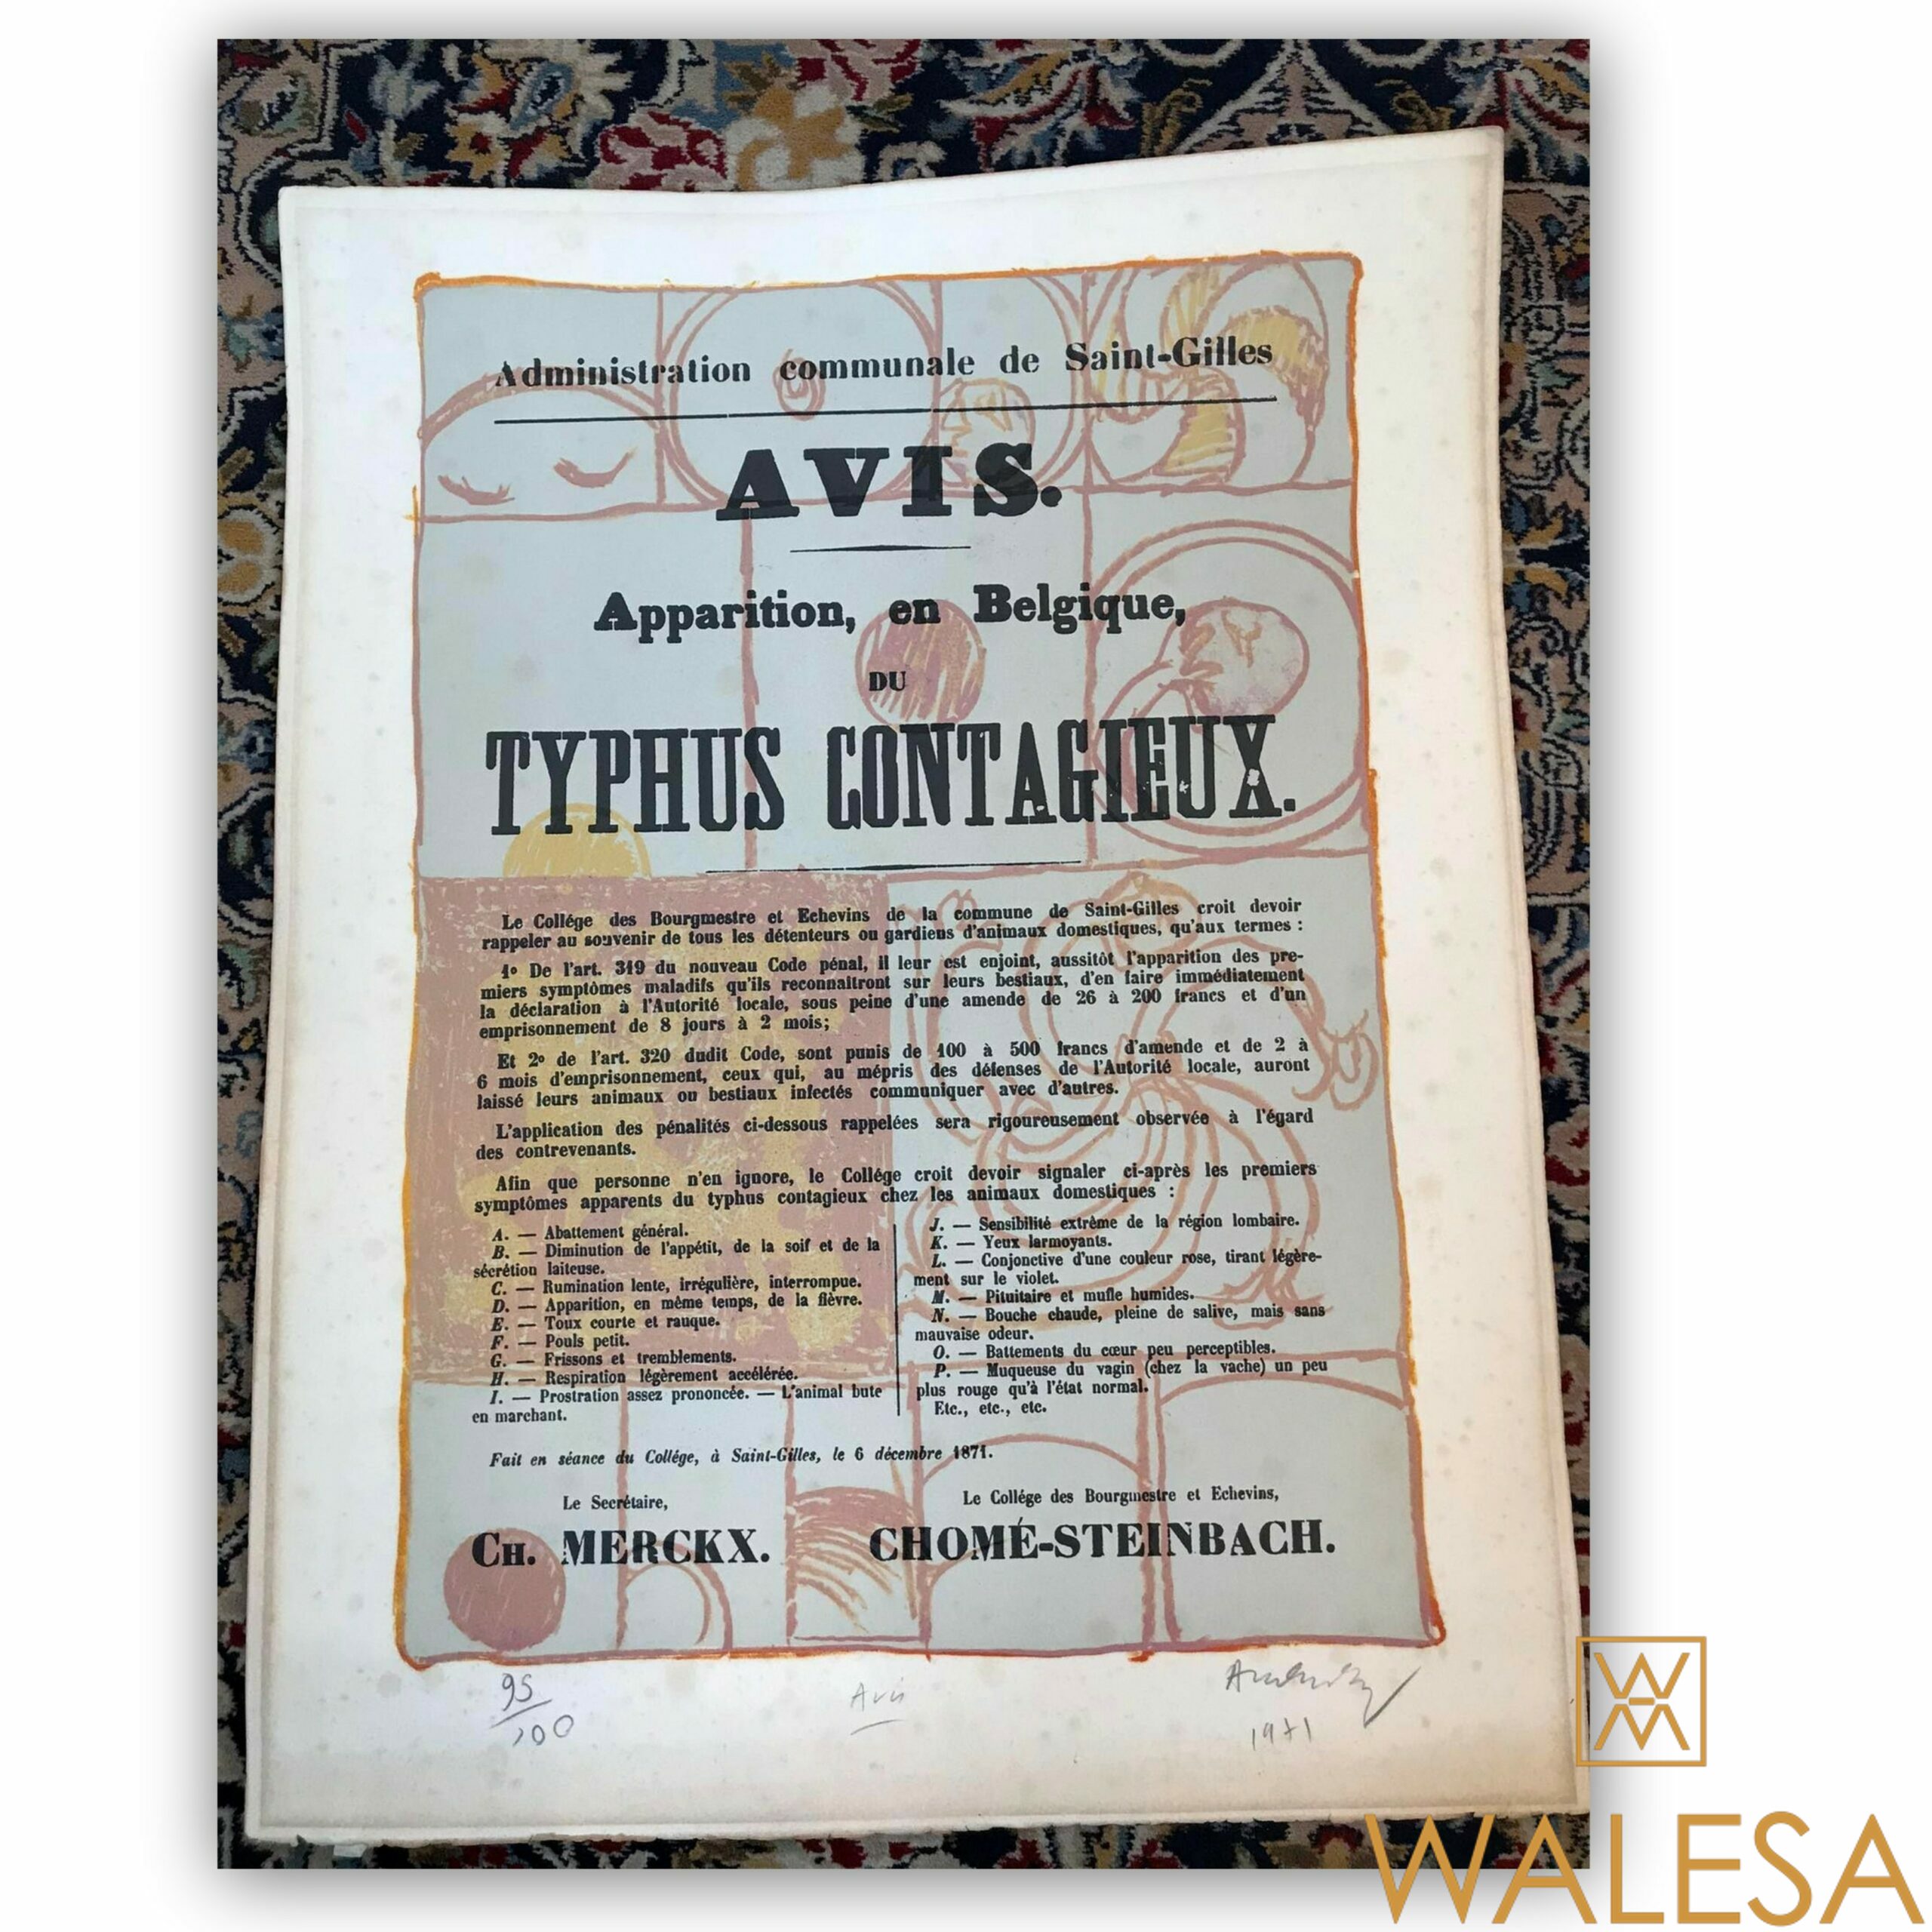 Administration communale de Saint-Gilles
AVIS.
Apparition, en Belgique,
DU
TYPHUS CONTAGIEUX.
Le Collége des Bourgmestre et Echevins de la commune de Saint-Gilles croit devoir
rappeler au souvenir de tous les détenteurs ou gardiens d'animaux domestiques, qu'aux termes :
1º De l'art. 319 du nouveau Code pénal, il leur est enjoint, aussitôt l'apparition des pre-
miers symptômes maladifs qu'ils reconnaîtront sur leurs bestiaux, d'en faire immédiatement
la déclaration à l'Autorité locale, sous peine d'une amende de 26 à 200 francs et d'un
emprisonnement de 8 jours à 2 mois;
Et 2º de l'art. 320 dudit Code, sont punis de 100 à 500 francs d'amende et de 2 à
6 mois d'emprisonnement, ceux qui, au mépris des défenses de l'Autorité locale, auront
laissé leurs animaux ou bestiaux infectés communiquer avec d'autres.
L'application des pénalités ci-dessous rappelées sera rigoureusement observée à l'égard
des contrevenants.
Afin que personne n'en ignore, le Collége croit devoir signaler ci-après les premiers
symptômes apparents du typhus contagieux chez les animaux domestiques :
A. — Abattement général.
B. — Diminution de l'appétit, de la soif et de la
sécrétion laiteuse.
C. — Rumination lente, irrégulière, interrompue.
D. — Apparition, en même temps, de la fièvre.
E. — Toux courte et rauque.
F. — Pouls petit.
G. — Frissons et tremblements.
H. — Respiration légèrement accélérée.
I. — Prostration assez prononcée. — L'animal bute
en marchant.
J. — Sensibilité extrême de la région lombaire.
K. — Yeux larmoyants.
L. — Conjonctive d'une couleur rose, tirant légère-
ment sur le violet.
M. — Pituitaire et mufle humides.
N. — Bouche chaude, pleine de salive, mais sans
mauvaise odeur.
O. — Battements du cœur peu perceptibles.
P. — Muqueuse du vagin (chez la vache) un peu
plus rouge qu'à l'état normal.
Etc., etc., etc.
Fait en séance du Collége, à Saint-Gilles, le 6 décembre 1871.
Le Secrétaire,
CH. MERCKX.
Le Collége des Bourgmestre et Echevins,
CHOMÉ-STEINBACH.
95/100
Avis
1971
WALESA